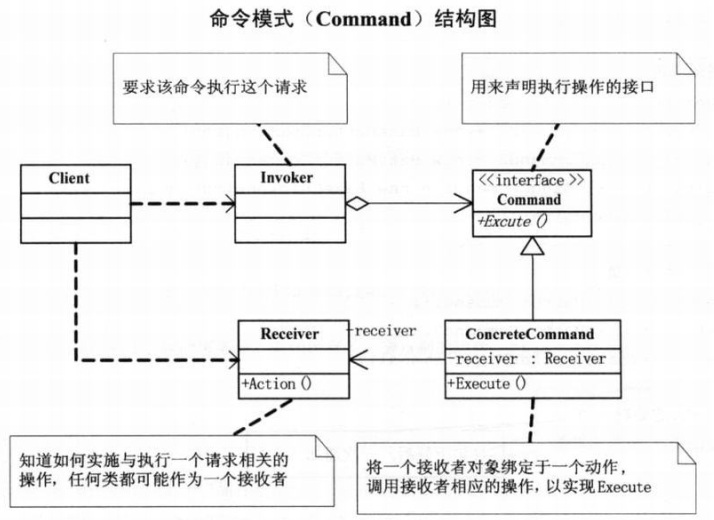 命令模式（Command）结构图
要求该命令执行这个请求
用来声明执行操作的接口
Client
Invoker
<<interface>>
Command
+Excute()
Receiver
-receiver
ConcreteCommand
-receiver : Receiver
+Action()
+Execute()
知道如何实施与执行一个请求相关的
操作，任何类都可能作为一个接收者
将一个接收者对象绑定于一个动作，
调用接收者相应的操作，以实现Execute